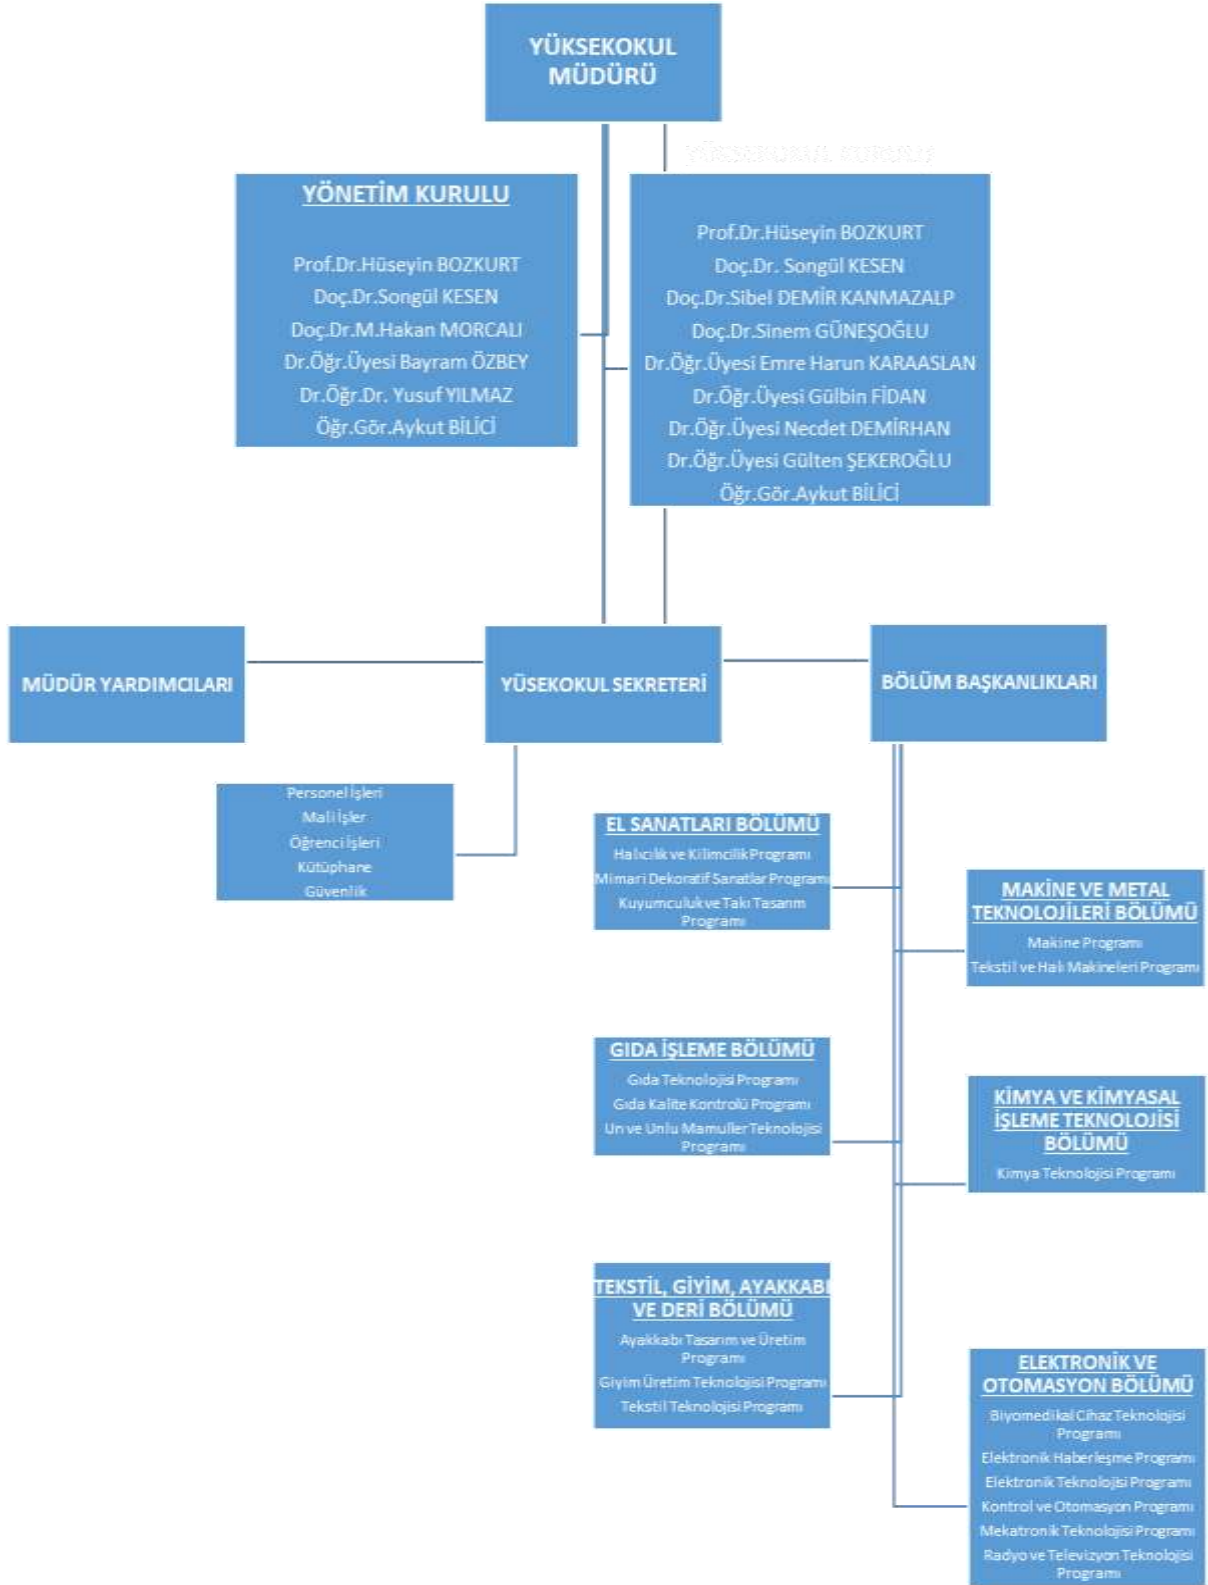 YÜKSEKOKUL
MÜDÜRÜ
YÖNETİM KURULU
Prof.Dr.Hüseyin BOZKURT
Doç.Dr.Songül KESEN
Doç.Dr.M.Hakan MORCALI
Dr.Öğr.Üyesi Bayram ÖZBEY
Dr.Öğr.Dr. Yusuf YILMAZ
Öğr.Gör.Aykut BİLİCİ
YÜKSEKOKUL KURULU
Prof.Dr.Hüseyin BOZKURT
Doç.Dr. Songül KESEN
Doç.Dr.Sibel DEMİR KANMAZALP
Doç.Dr.Sinem GÜNEŞOĞLU
Dr.Öğr.Üyesi Emre Harun KARAASLAN
Dr.Öğr.Üyesi Gülbin FİDAN
Dr.Öğr.Üyesi Necdet DEMİRHAN
Dr.Öğr.Üyesi Gülten ŞEKEROĞLU
Öğr.Gör.Aykut BİLİCİ
MÜDÜR YARDIMCILARI
YÜSEKOKUL SEKRETERİ
BÖLÜM BAŞKANLIKLARI
Personel İşleri
Mali İşler
Öğrenci İşleri
Kütüphane
Güvenlik
EL SANATLARI BÖLÜMÜ
Halıcılık ve Kilimcilik Programı
Mimari Dekoratif Sanatlar Programı
Kuyumculuk ve Takı Tasarım
Programı
MAKİNE VE METAL
TEKNOLOJİLERİ BÖLÜMÜ
Makine Programı
Tekstil ve Halı Makineleri Programı
GIDA İŞLEME BÖLÜMÜ
Gıda Teknolojisi Programı
Gıda Kalite Kontrolü Programı
Un ve Unlu Mamuller Teknolojisi
Programı
KİMYA VE KİMYASAL
İŞLEME TEKNOLOJİSİ
BÖLÜMÜ
Kimya Teknolojisi Programı
TEKSTİL, GİYİM, AYAKKABI
VE DERİ BÖLÜMÜ
Ayakkabı Tasarım ve Üretim
Programı
Giyim Üretim Teknolojisi Programı
Tekstil Teknolojisi Programı
ELEKTRONİK VE
OTOMASYON BÖLÜMÜ
Biyomedikal Cihaz Teknolojisi
Programı
Elektronik Haberleşme Programı
Elektronik Teknolojisi Programı
Kontrol ve Otomasyon Programı
Mekatronik Teknolojisi Programı
Radyo ve Televizyon Teknolojisi
Programı